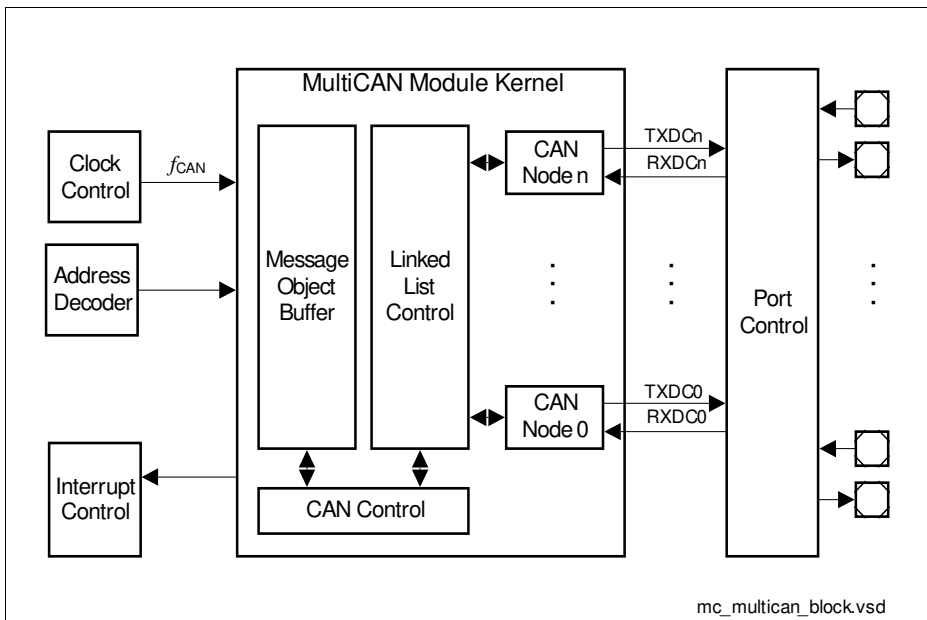 MultiCAN Module Kernel
Clock
Control
fCAN
Address
Decoder
Interrupt
Control
Message
Object
Buffer
Linked
List
Control
CAN Control
CAN
Node n
TXDCn
RXDCn
CAN
Node 0
TXDC0
RXDC0
Port
Control
mc_multican_block.vsd